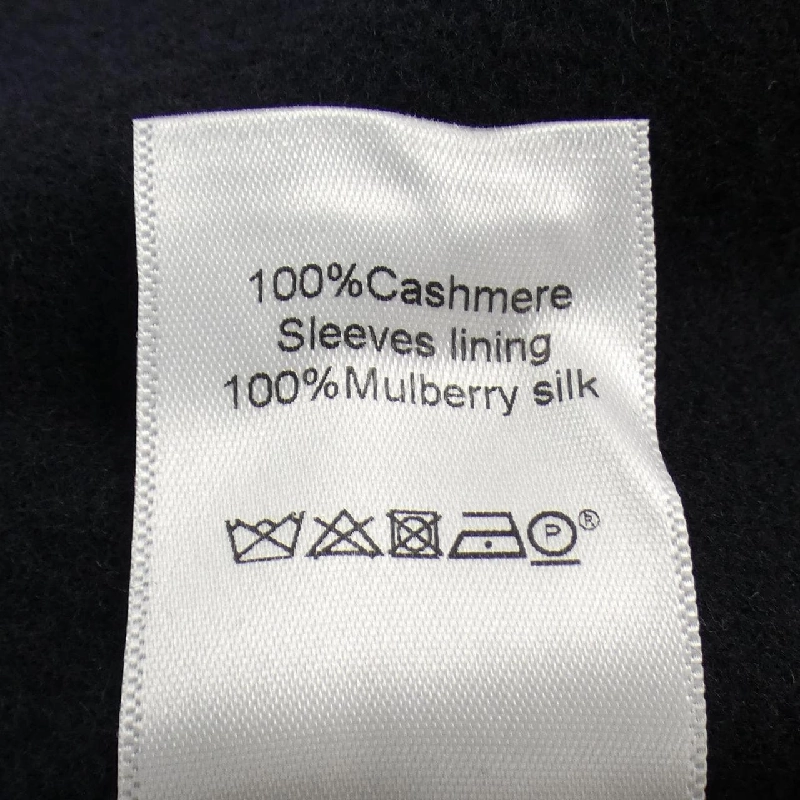 100%Cashmere
Sleeves lining
100%Mulberry silk
P ®